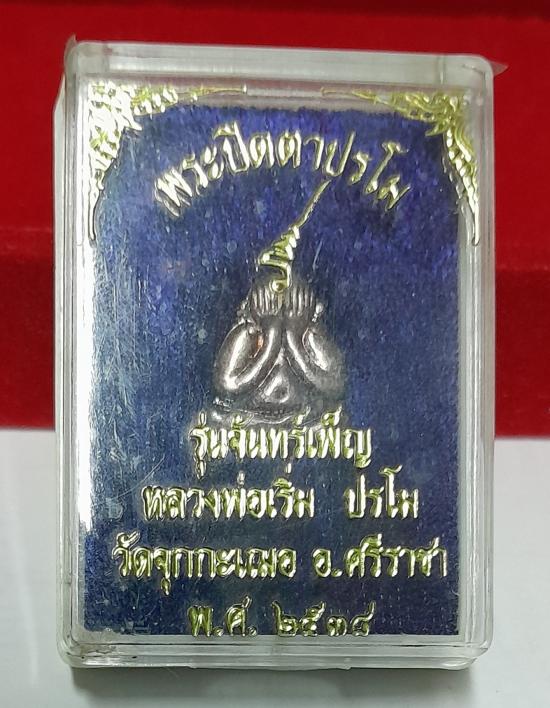 พระปิดตาปรโม
รุ่นจันทร์เพ็ญ
หลวงพ่อเริ่ม ปรโม
วัดจุกกะเฌอ อ.ศรีราชา
พ.ศ. ๒๕๓๘